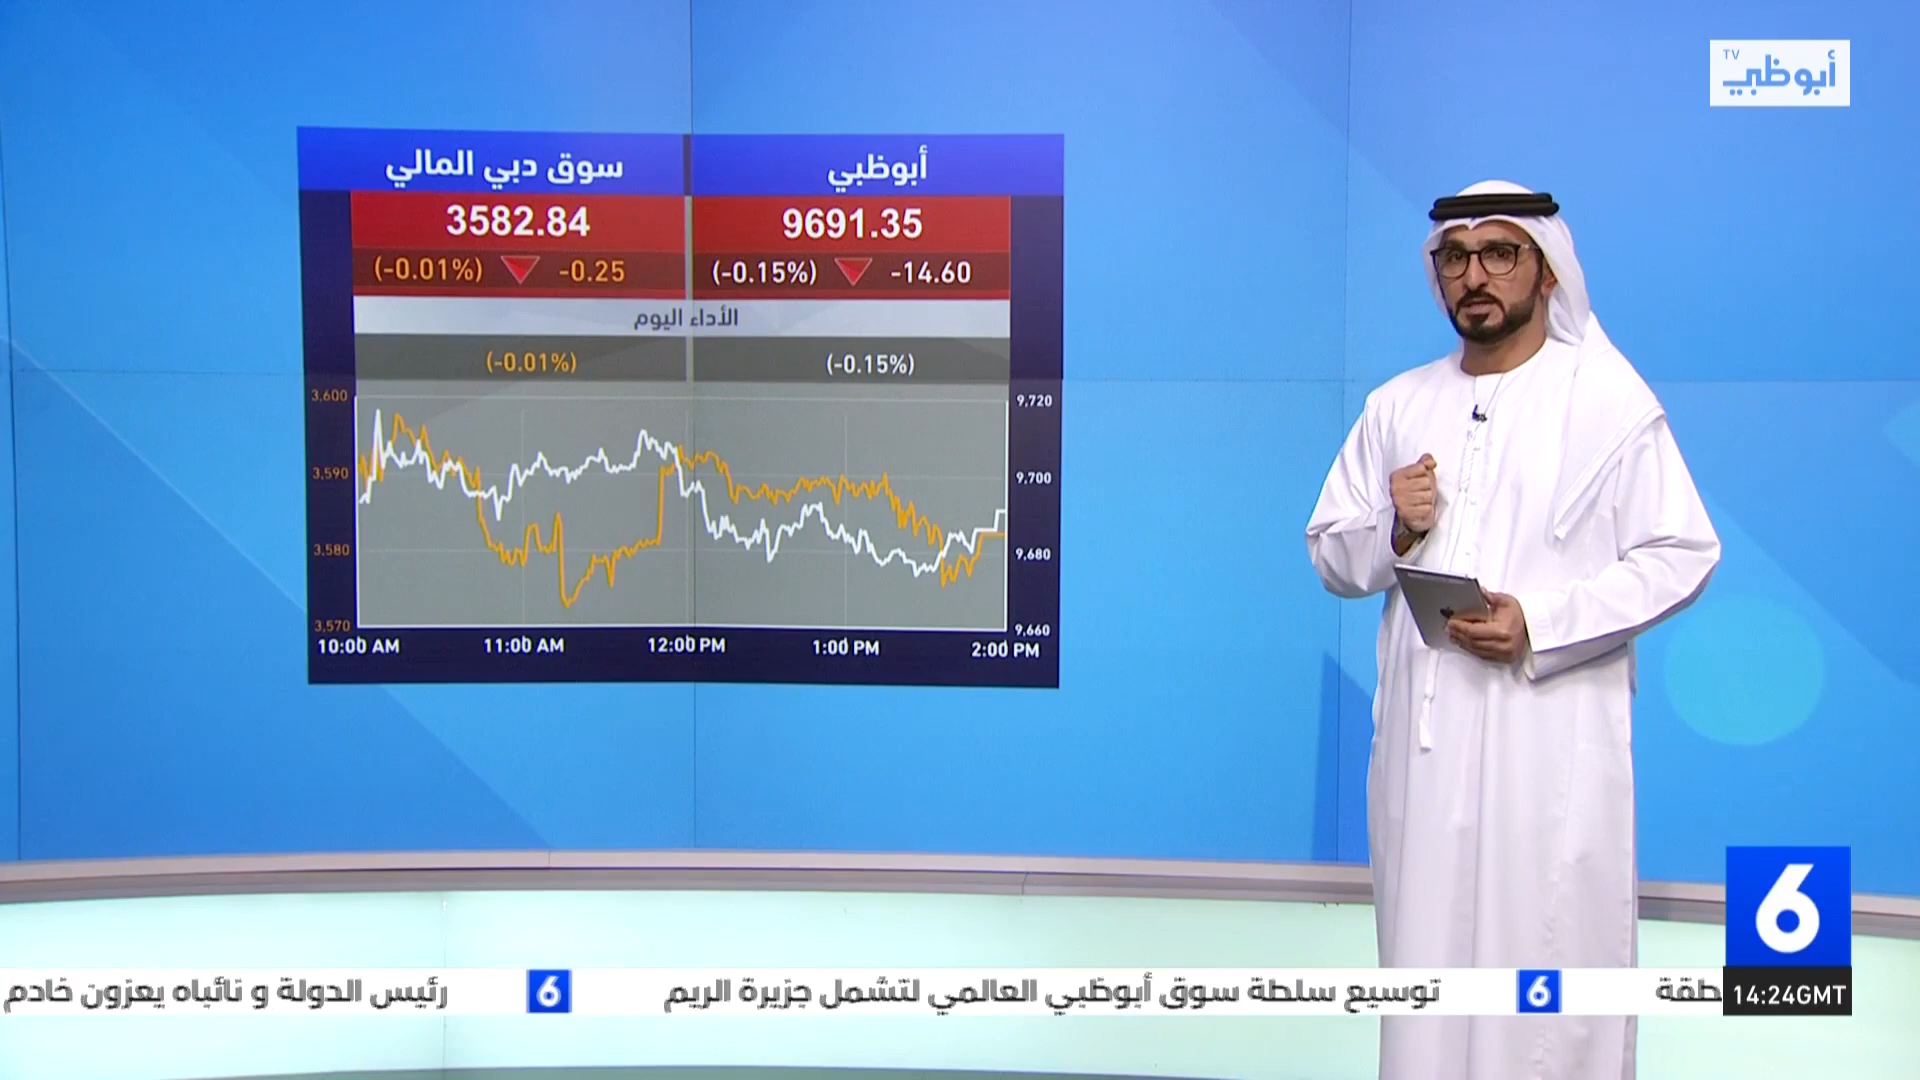 أبوظبي TV
أبوظبي
سوق دبي المالي
9691.35
3582.84
(-0.15%) -14.60
(-0.01%) -0.25
الأداء اليوم
(-0.15%)
(-0.01%)
3,600
3,590
3,580
3,570
9,720
9,700
9,680
9,660
10:00 AM 11:00 AM 12:00 PM 1:00 PM 2:00 PM
6
14:24GMT
6 توسيع سلطة سوق أبوظبي العالمي لتشمل جزيرة الريم 6 رئيس الدولة و نائباه يعزون خادم